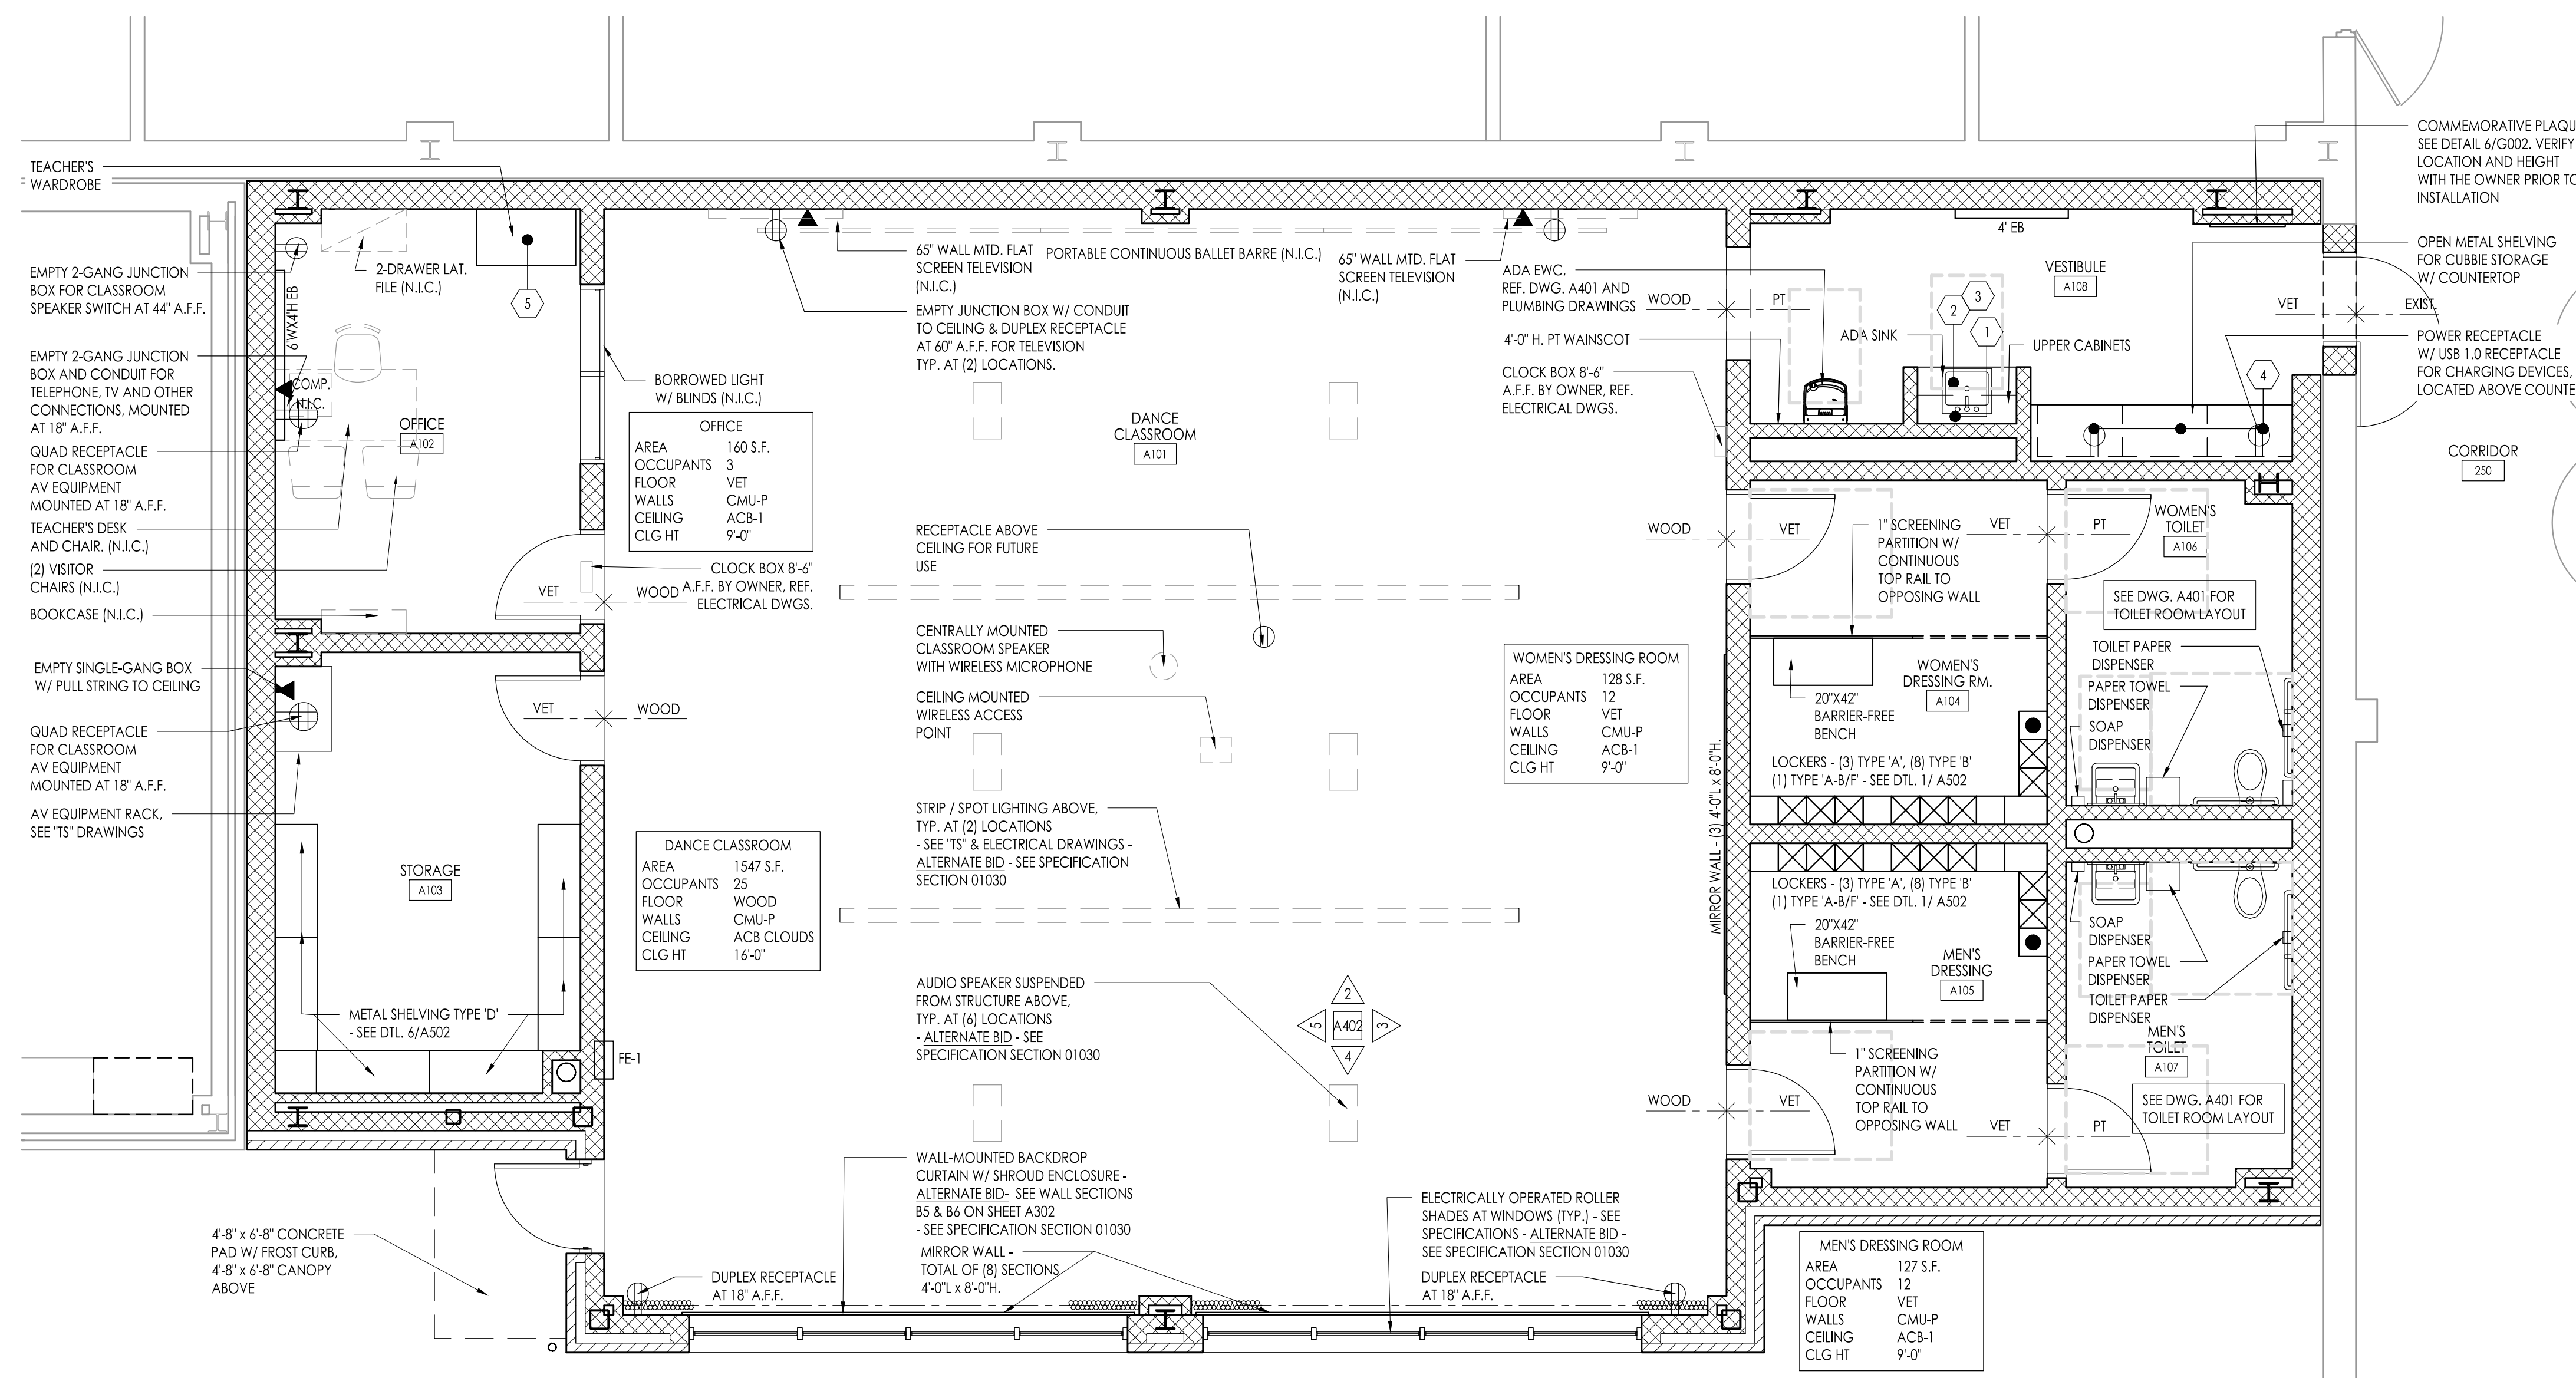 TEACHER'S
WARDROBE
EMPTY 2-GANG JUNCTION
BOX FOR CLASSROOM
SPEAKER SWITCH AT 44" A.F.F.
EMPTY 2-GANG JUNCTION
BOX AND CONDUIT FOR
TELEPHONE, TV AND OTHER
CONNECTIONS, MOUNTED
AT 18" A.F.F.
QUAD RECEPTACLE
FOR CLASSROOM
AV EQUIPMENT
MOUNTED AT 18" A.F.F.
TEACHER'S DESK
AND CHAIR. (N.I.C.)
(2) VISITOR
CHAIRS (N.I.C.)
BOOKCASE (N.I.C.)
EMPTY SINGLE-GANG BOX
W/ PULL STRING TO CEILING
QUAD RECEPTACLE
FOR CLASSROOM
AV EQUIPMENT
MOUNTED AT 18" A.F.F.
AV EQUIPMENT RACK,
SEE "TS" DRAWINGS
4'-8" x 6'-8" CONCRETE
PAD W/ FROST CURB,
4'-8" x 6'-8" CANOPY
ABOVE
2-DRAWER LAT.
FILE (N.I.C.)
5
6'WX4'H EB
COMP.
N.I.C.
OFFICE
A102
VET
WOOD
VET
WOOD
STORAGE
A103
METAL SHELVING TYPE 'D'
- SEE DTL. 6/A502
FE-1
BORROWED LIGHT
W/ BLINDS (N.I.C.)
OFFICE
AREA 160 S.F.
OCCUPANTS 3
FLOOR VET
WALLS CMU-P
CEILING ACB-1
CLG HT 9'-0"
CLOCK BOX 8'-6"
A.F.F. BY OWNER, REF.
ELECTRICAL DWGS.
DANCE CLASSROOM
AREA 1547 S.F.
OCCUPANTS 25
FLOOR WOOD
WALLS CMU-P
CEILING ACB CLOUDS
CLG HT 16'-0"
DUPLEX RECEPTACLE
AT 18" A.F.F.
65" WALL MTD. FLAT
SCREEN TELEVISION
(N.I.C.)
PORTABLE CONTINUOUS BALLET BARRE (N.I.C.)
EMPTY JUNCTION BOX W/ CONDUIT
TO CEILING & DUPLEX RECEPTACLE
AT 60" A.F.F. FOR TELEVISION
TYP. AT (2) LOCATIONS.
DANCE
CLASSROOM
A101
RECEPTACLE ABOVE
CEILING FOR FUTURE
USE
CENTRALLY MOUNTED
CLASSROOM SPEAKER
WITH WIRELESS MICROPHONE
CEILING MOUNTED
WIRELESS ACCESS
POINT
STRIP / SPOT LIGHTING ABOVE,
TYP. AT (2) LOCATIONS
- SEE "TS" & ELECTRICAL DRAWINGS -
ALTERNATE BID - SEE SPECIFICATION
SECTION 01030
AUDIO SPEAKER SUSPENDED
FROM STRUCTURE ABOVE,
TYP. AT (6) LOCATIONS
- ALTERNATE BID - SEE
SPECIFICATION SECTION 01030
WALL-MOUNTED BACKDROP
CURTAIN W/ SHROUD ENCLOSURE -
ALTERNATE BID- SEE WALL SECTIONS
B5 & B6 ON SHEET A302
- SEE SPECIFICATION SECTION 01030
MIRROR WALL -
TOTAL OF (8) SECTIONS
4'-0"L x 8'-0"H.
2
5
A402
3
4
65" WALL MTD. FLAT
SCREEN TELEVISION
(N.I.C.)
ADA EWC,
REF. DWG. A401 AND
PLUMBING DRAWINGS
4'-0" H. PT WAINSCOT
CLOCK BOX 8'-6"
A.F.F. BY OWNER, REF.
ELECTRICAL DWGS.
WOMEN'S DRESSING ROOM
AREA 128 S.F.
OCCUPANTS 12
FLOOR VET
WALLS CMU-P
CEILING ACB-1
CLG HT 9'-0"
MIRROR WALL - (3) 4'-0"L x 8'-0"H.
ELECTRICALLY OPERATED ROLLER
SHADES AT WINDOWS (TYP.) - SEE
SPECIFICATIONS - ALTERNATE BID -
SEE SPECIFICATION SECTION 01030
DUPLEX RECEPTACLE
AT 18" A.F.F.
WOOD
PT
4' EB
VESTIBULE
A108
2
3
1
ADA SINK
UPPER CABINETS
4
VET
EXIST.
WOOD
VET
1" SCREENING
PARTITION W/
CONTINUOUS
TOP RAIL TO
OPPOSING WALL
VET
PT
WOMEN'S
TOILET
A106
SEE DWG. A401 FOR
TOILET ROOM LAYOUT
WOMEN'S
DRESSING RM.
A104
20"X42"
BARRIER-FREE
BENCH
LOCKERS - (3) TYPE 'A', (8) TYPE 'B'
(1) TYPE 'A-B/F' - SEE DTL. 1/ A502
TOILET PAPER
DISPENSER
PAPER TOWEL
DISPENSER
SOAP
DISPENSER
LOCKERS - (3) TYPE 'A', (8) TYPE 'B'
(1) TYPE 'A-B/F' - SEE DTL. 1/ A502
20"X42"
BARRIER-FREE
BENCH
MEN'S
DRESSING
A105
SOAP
DISPENSER
PAPER TOWEL
DISPENSER
TOILET PAPER
DISPENSER
MEN'S
TOILET
A107
SEE DWG. A401 FOR
TOILET ROOM LAYOUT
1" SCREENING
PARTITION W/
CONTINUOUS
TOP RAIL TO
OPPOSING WALL
WOOD
VET
VET
PT
MEN'S DRESSING ROOM
AREA 127 S.F.
OCCUPANTS 12
FLOOR VET
WALLS CMU-P
CEILING ACB-1
CLG HT 9'-0"
COMMEMORATIVE PLAQU
SEE DETAIL 6/G002. VERIFY
LOCATION AND HEIGHT
WITH THE OWNER PRIOR TO
INSTALLATION
OPEN METAL SHELVING
FOR CUBBIE STORAGE
W/ COUNTERTOP
POWER RECEPTACLE
W/ USB 1.0 RECEPTACLE
FOR CHARGING DEVICES,
LOCATED ABOVE COUNTE
CORRIDOR
250